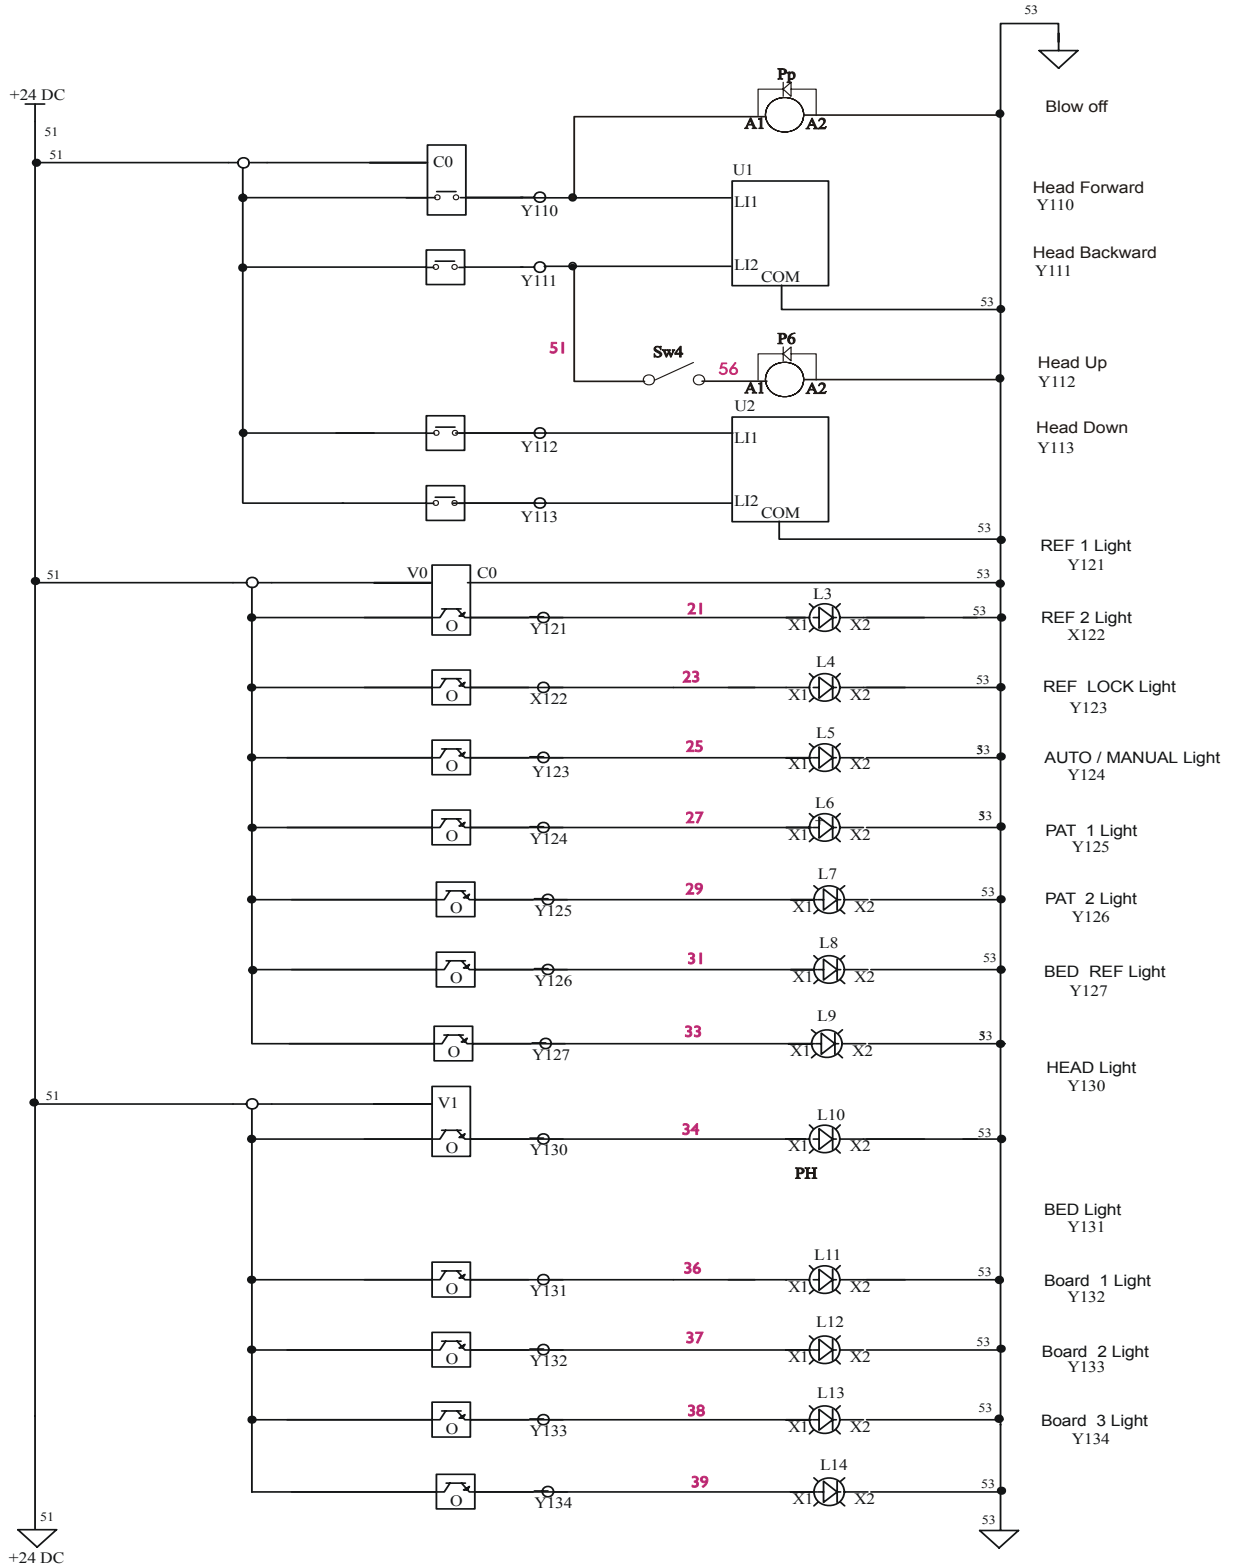 53
Pp
+24 DC
Blow off
A1 A2
51
51
C0
U1
Head Forward
LI1
Y110
Y110
Head Backward
LI2
Y111
COM
Y111
53
51
Sw4
P6
56
Head Up
A1 A2
Y112
U2
Head Down
LI1
Y112
Y113
LI2
COM
Y113
53
REF 1 Light
Y121
51
V0
C0
53
L3
21
53
REF 2 Light
Y121
X1 X2
X122
L4
23
53
REF LOCK Light
X122
X1 X2
Y123
O
L5
25
53
AUTO / MANUAL Light
Y123
X1 X2
Y124
O
L6
27
53
PAT 1 Light
Y124
X1 X2
Y125
O
L7
29
53
PAT 2 Light
Y125
X1 X2
Y126
O
L8
31
53
BED REF Light
Y126
X1 X2
Y127
O
L9
33
53
Y127
X1 X2
O
HEAD Light
Y130
51
V1
L10
34
53
Y130
X1 X2
O
PH
BED Light
Y131
L11
36
53
Board 1 Light
Y131
X1 X2
Y132
O
L12
37
53
Board 2 Light
Y132
X1 X2
Y133
O
L13
38
53
Board 3 Light
Y133
X1 X2
Y134
O
L14
39
53
Y134
X1 X2
O
51
53
+24 DC